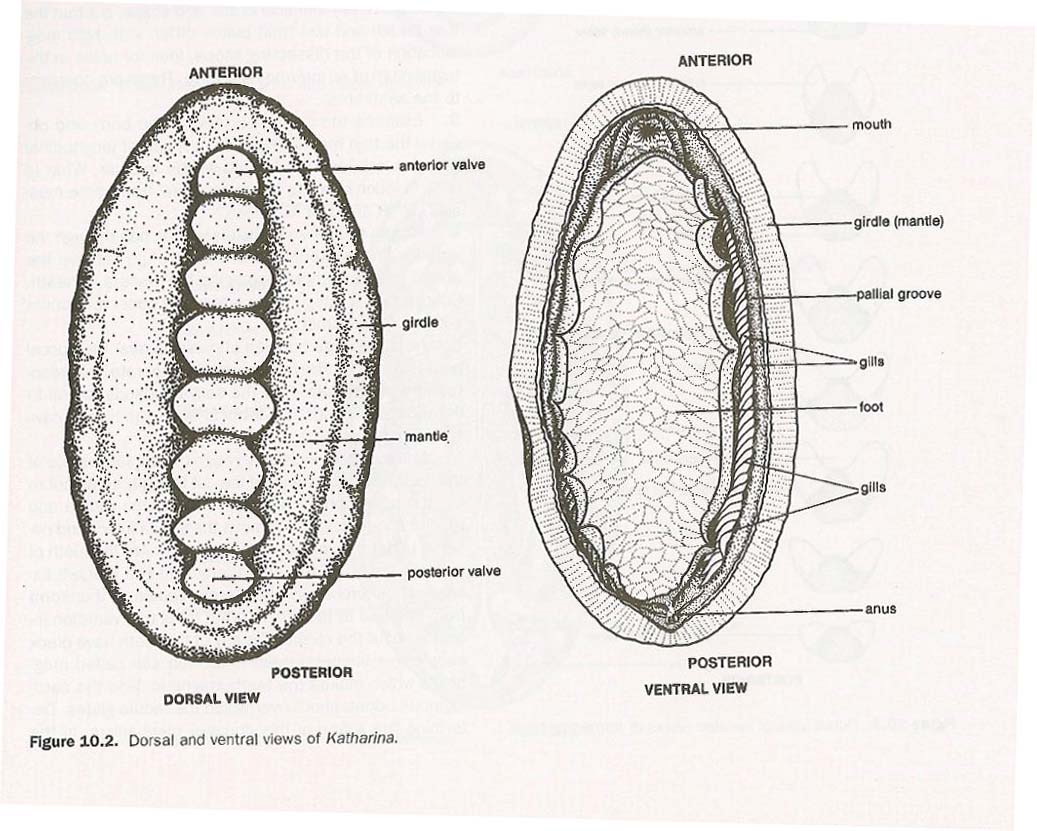 ANTERIOR
anterior valve
girdle
mantle
posterior valve
POSTERIOR
DORSAL VIEW
ANTERIOR
mouth
girdle (mantle)
pallial groove
gills
foot
gills
anus
POSTERIOR
VENTRAL VIEW
Figure 10.2. Dorsal and ventral views of Katharina.